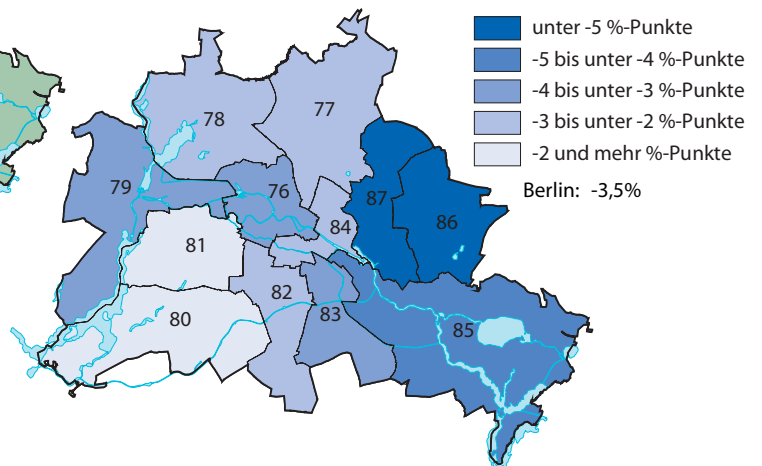 unter -5 %-Punkte
-5 bis unter -4 %-Punkte
-4 bis unter -3 %-Punkte
-3 bis unter -2 %-Punkte
-2 und mehr %-Punkte
Berlin: -3,5%
78
77
79
76
87
84
86
81
82
80
83
85